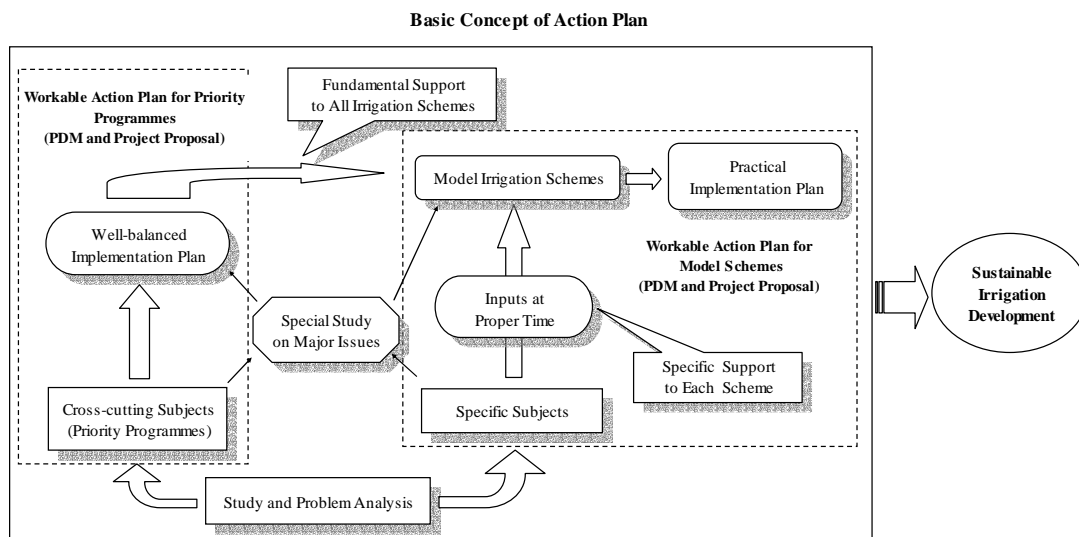 Basic Concept of Action Plan
Workable Action Plan for Priority
Programmes
(PDM and Project Proposal)
Fundamental Support
to All Irrigation Schemes
Model Irrigation Schemes
Practical
Implementation Plan
Well-balanced
Implementation Plan
Workable Action Plan for
Model Schemes
(PDM and Project Proposal)
Special Study
on Major Issues
Inputs at
Proper Time
Sustainable
Irrigation
Development
Specific Support
to Each Scheme
Cross-cutting Subjects
(Priority Programmes)
Specific Subjects
Study and Problem Analysis